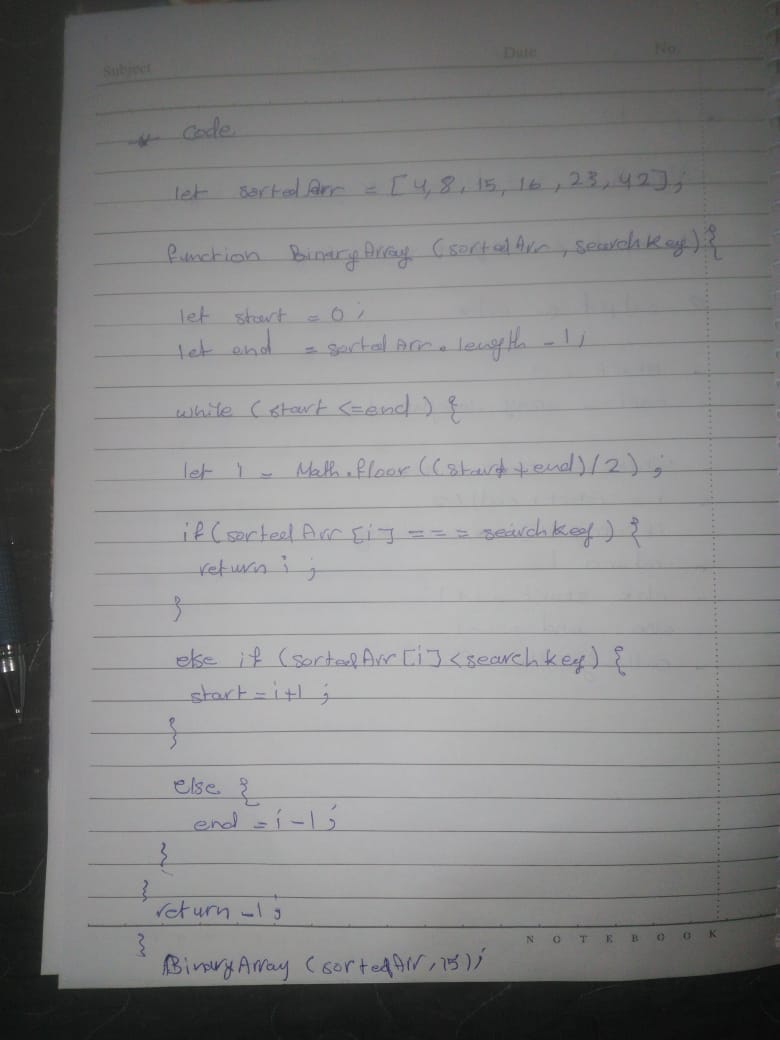 Subject Date No.
* Code
let sortedArr = [4, 8, 15, 16, 23, 42];
function BinaryArray (sortedArr, searchKey) {
let start = 0;
let end = sortedArr.length - 1;
while (start <= end) {
let i = Math.floor((start + end) / 2);
if (sortedArr [i] === searchKey) {
return i;
}
else if (sortedArr [i] < searchKey) {
start = i+1;
}
else {
end = i-1;
}
}
return -1;
}
NOTEBOOK
BinaryArray (sortedArr, 15);